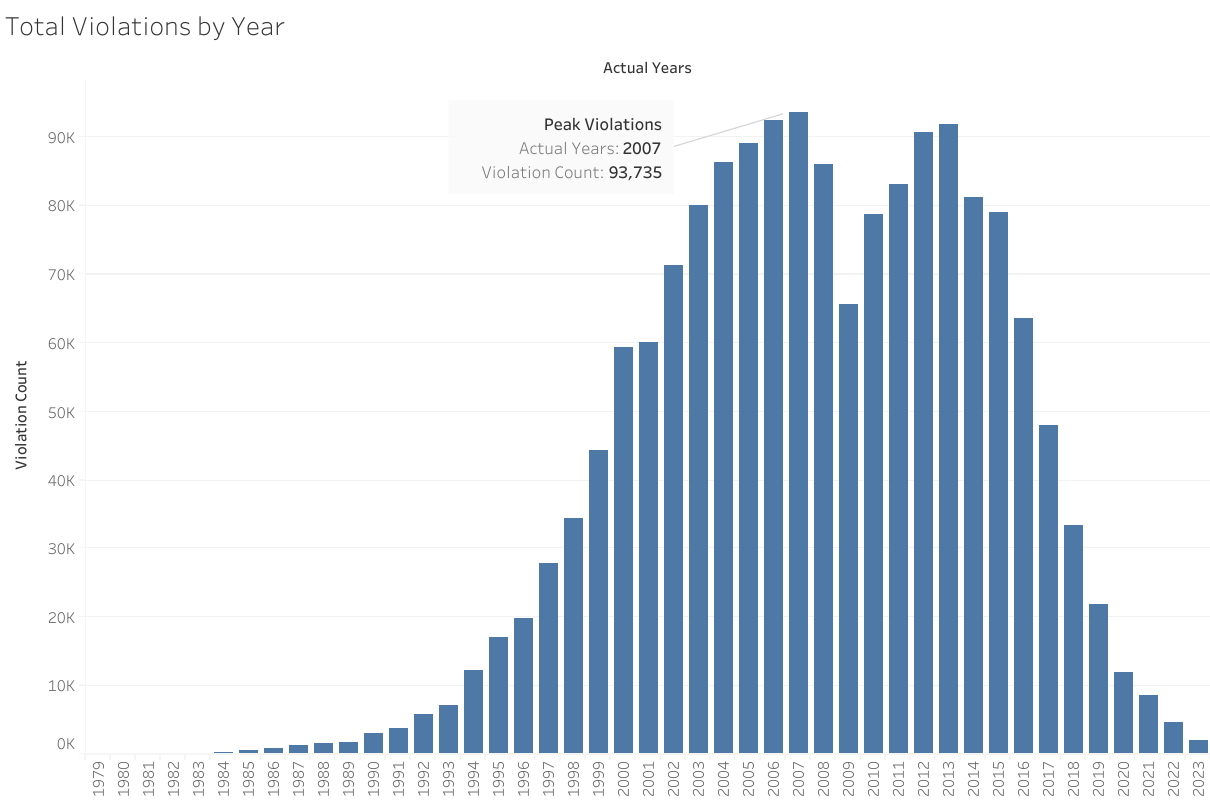 Total Violations by Year
Actual Years
Peak Violations
Actual Years: 2007
Violation Count: 93,735
90K
80K
70K
60K
50K
40K
30K
20K
10K
0K
Violation Count
1979
1980
1981
1982
1983
1984
1985
1986
1987
1988
1989
1990
1991
1992
1993
1994
1995
1996
1997
1998
1999
2000
2001
2002
2003
2004
2005
2006
2007
2008
2009
2010
2011
2012
2013
2014
2015
2016
2017
2018
2019
2020
2021
2022
2023